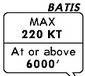 BATIS
MAX
220 KT
At or above
6000′